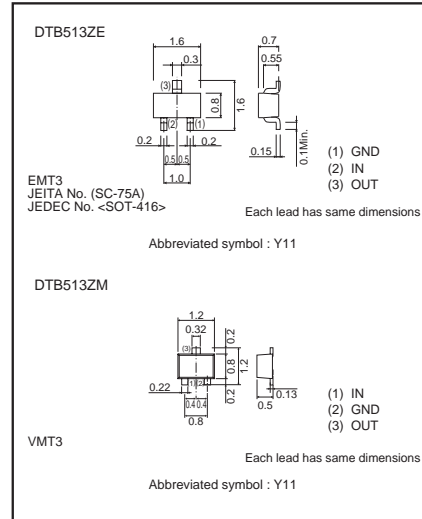 DTB513ZE
1.6
0.3
(3)
0.8
1.6
(2)
(1)
0.2
0.2
0.5
0.5
1.0
0.7
0.55
0.15
0.1Min.
(1) GND
(2) IN
(3) OUT
EMT3
JEITA No. (SC-75A)
JEDEC No. <SOT-416>
Each lead has same dimensions
Abbreviated symbol : Y11
DTB513ZM
1.2
0.32
(3)
0.2
0.8
1.2
0.2
0.22
(1)
(2)
0.4
0.4
0.8
0.13
0.5
(1) IN
(2) GND
(3) OUT
VMT3
Each lead has same dimensions
Abbreviated symbol : Y11